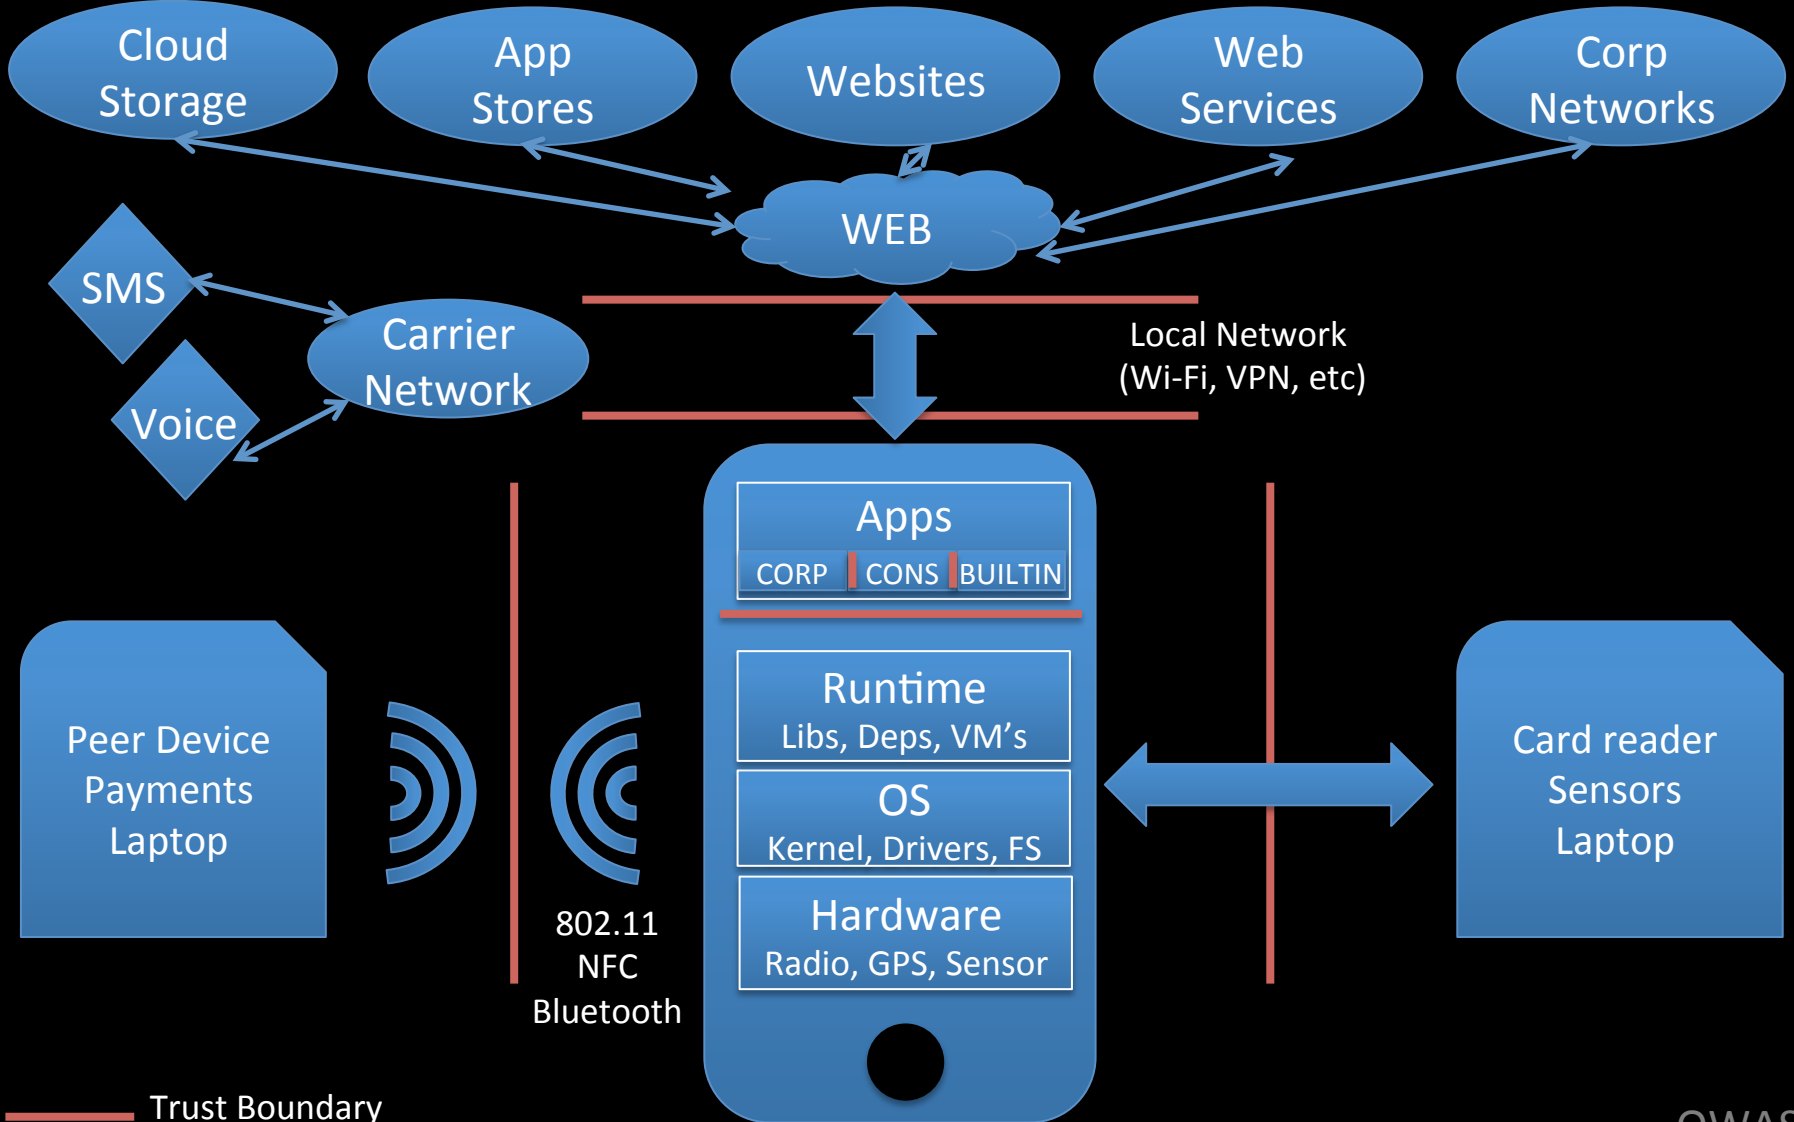 Cloud
Storage
App
Stores
Websites
Web
Services
Corp
Networks
WEB
SMS
Carrier
Network
Voice
Local Network
(Wi-Fi, VPN, etc)
Apps
CORP
CONS
BUILTIN
Runtime
Libs, Deps, VM's
OS
Kernel, Drivers, FS
Hardware
Radio, GPS, Sensor
Peer Device
Payments
Laptop
802.11
NFC
Bluetooth
Card reader
Sensors
Laptop
Trust Boundary